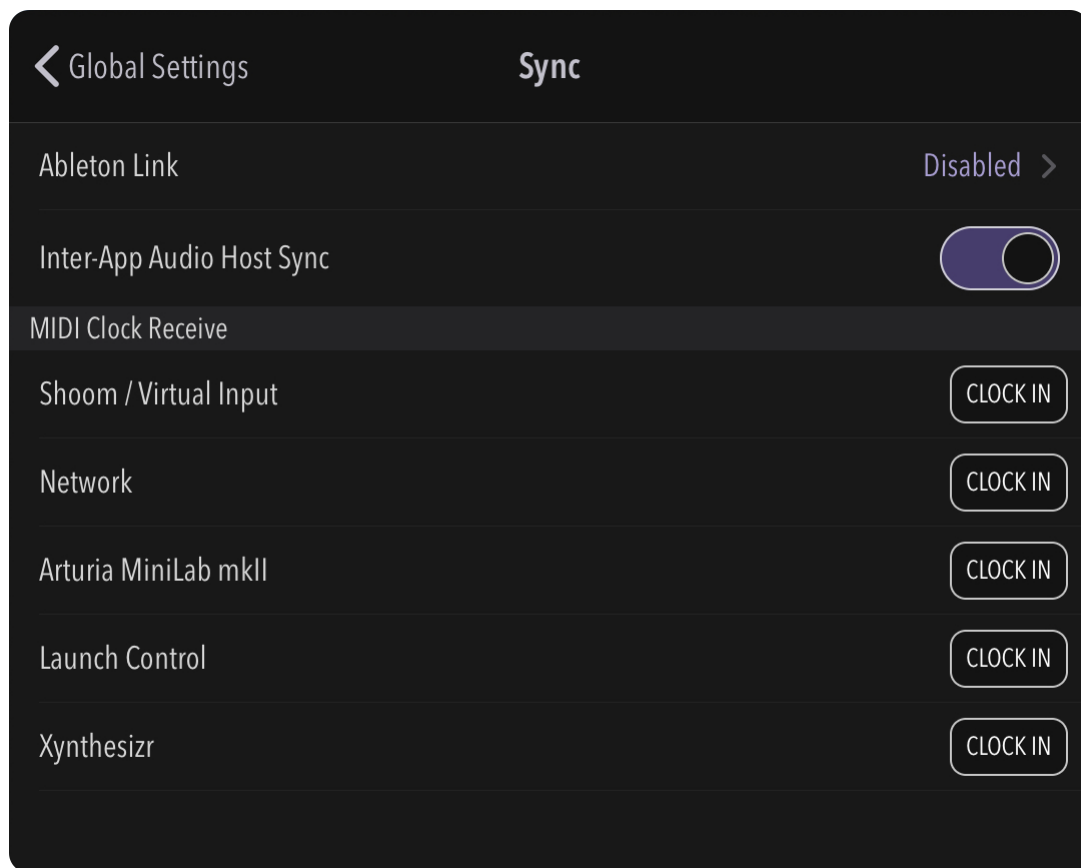 Global Settings
Sync
Ableton Link
Disabled
Inter-App Audio Host Sync
MIDI Clock Receive
Shoom / Virtual Input
CLOCK IN
Network
CLOCK IN
Arturia MiniLab mkII
CLOCK IN
Launch Control
CLOCK IN
Xynthesizr
CLOCK IN